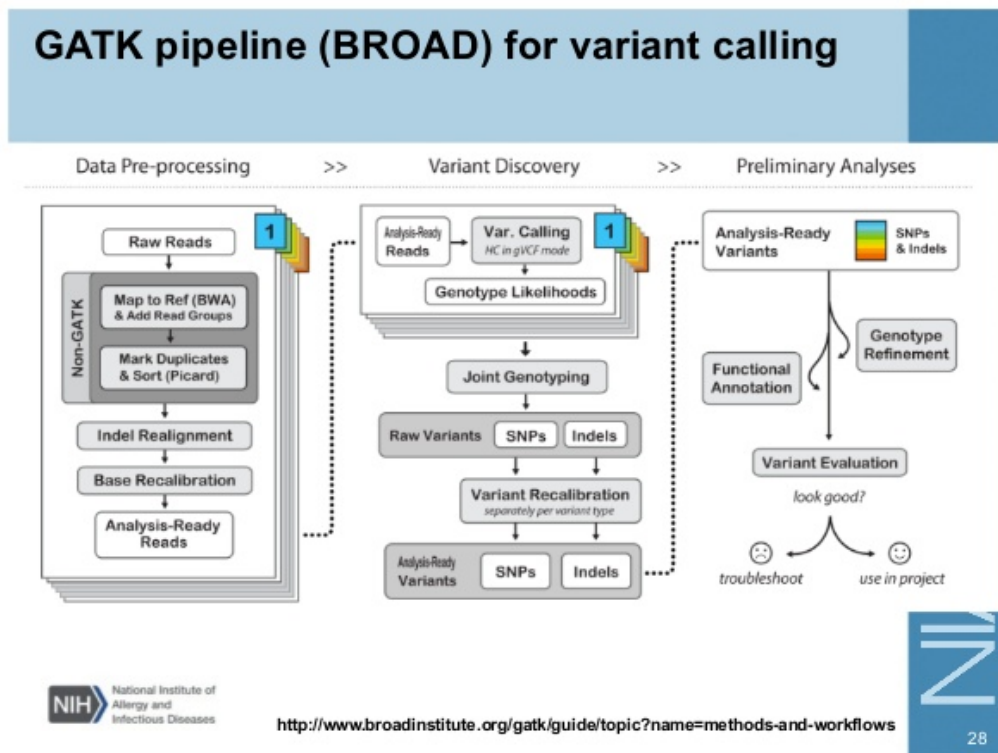 GATK pipeline (BROAD) for variant calling
Data Pre-processing >> Variant Discovery >> Preliminary Analyses
1
Raw Reads
Non-GATK
Map to Ref (BWA)
& Add Read Groups
Mark Duplicates
& Sort (Picard)
Indel Realignment
Base Recalibration
Analysis-Ready
Reads
Analysis-Ready
Reads
Var. Calling
HC in gVCF mode
1
Genotype Likelihoods
Joint Genotyping
Raw Variants SNPs Indels
Variant Recalibration
separately per variant type
Analysis-Ready
Variants
SNPs Indels
Analysis-Ready
Variants
SNPs
& Indels
Genotype
Refinement
Functional
Annotation
Variant Evaluation
look good?
troubleshoot use in project
NIH
National Institute of
Allergy and
Infectious Diseases
http://www.broadinstitute.org/gatk/guide/topic?name=methods-and-workflows
28